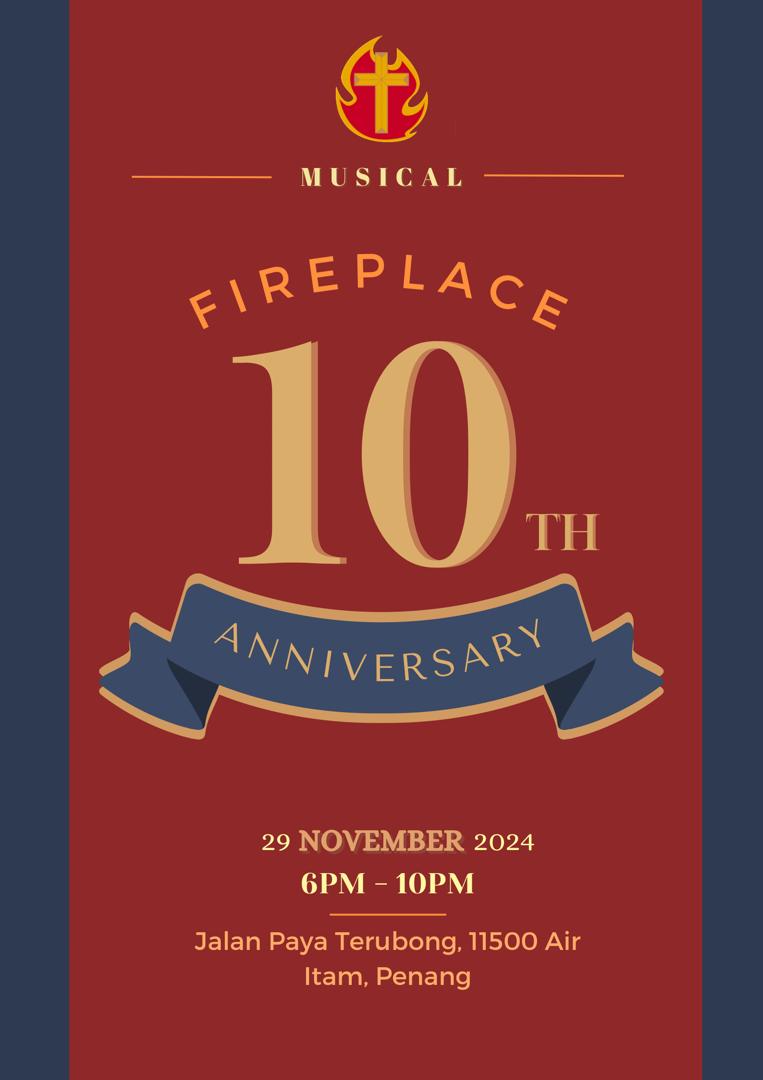 MUSICAL
FIREPLACE
10TH
ANNIVERSARY
29 NOVEMBER 2024
6PM - 10PM
Jalan Paya Terubong, 11500 Air
Itam, Penang